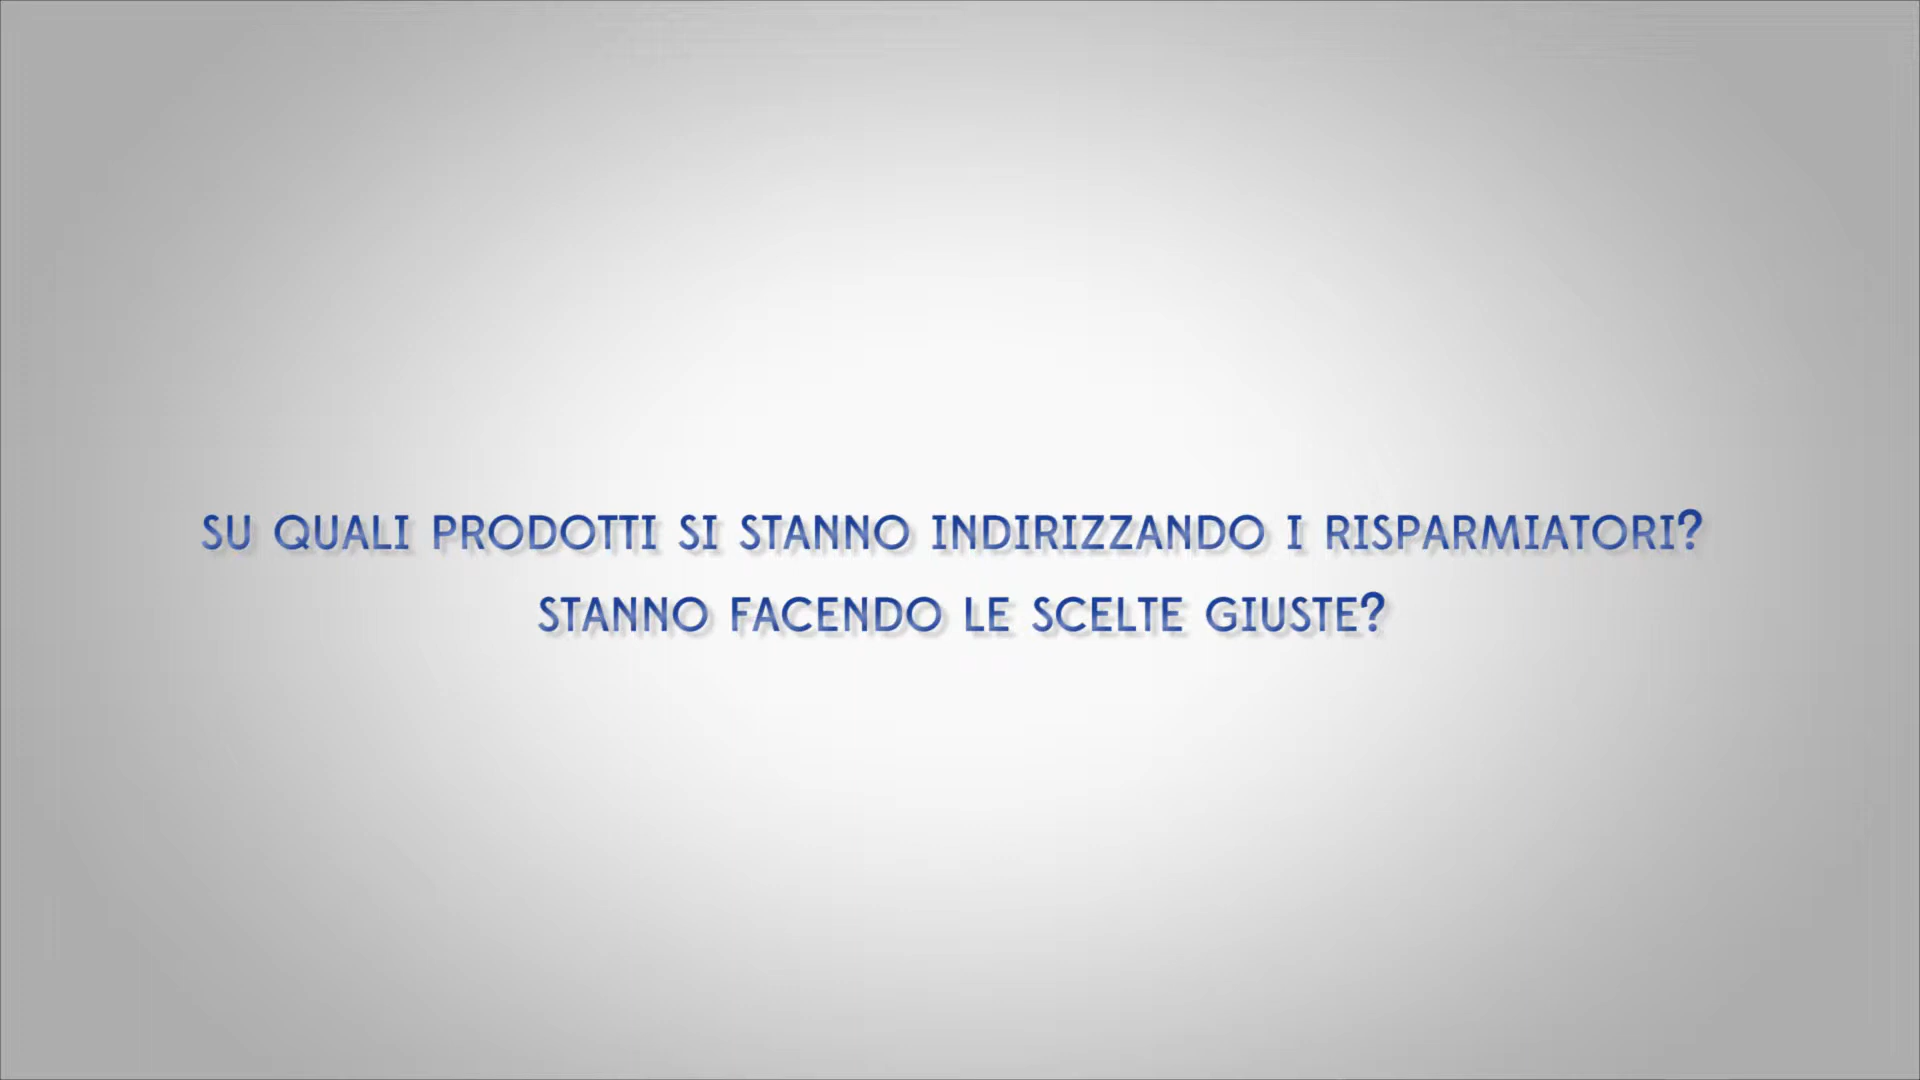 SU QUALI PRODOTTI SI STANNO INDIRIZZANDO I RISPARMIATORI?
STANNO FACENDO LE SCELTE GIUSTE?